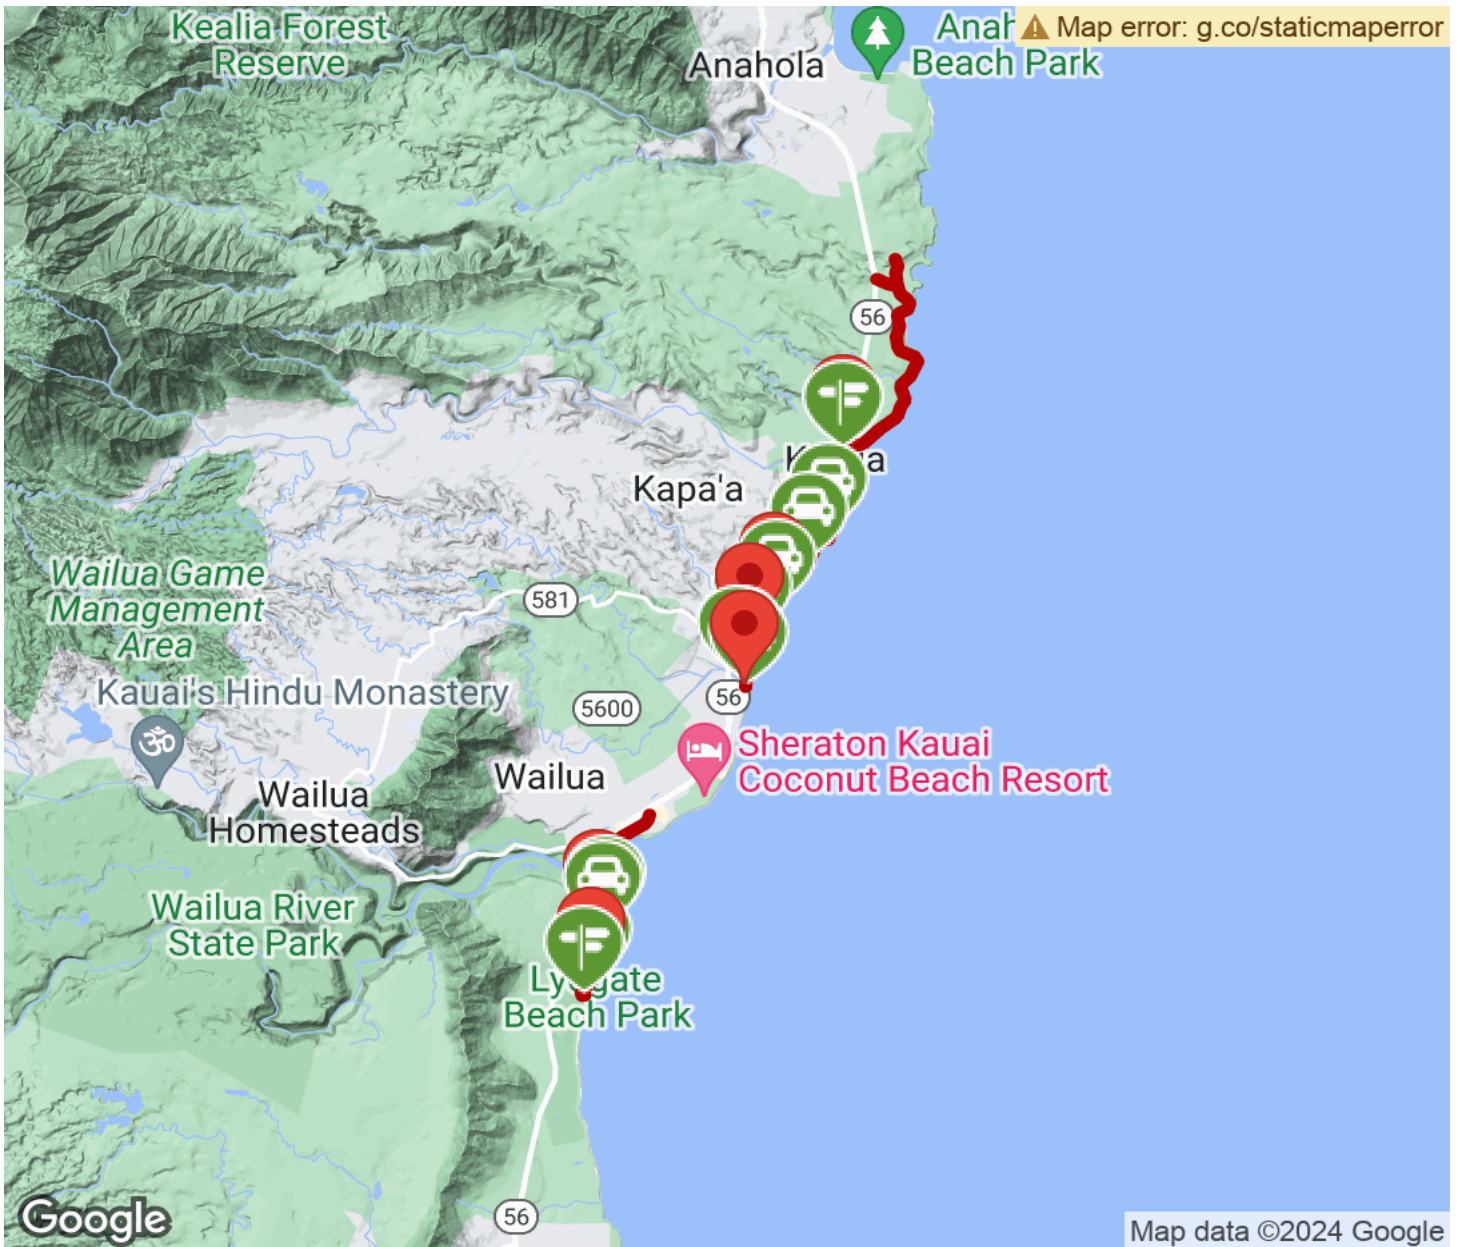 Kealia Forest
Reserve
Anahola
Beach Park
Map error: g.co/staticmaperror
56
Kapa'a
Wailua Game
Management
Area
581
Kauai's Hindu Monastery
5600
56
Sheraton Kauai
Coconut Beach Resort
Wailua
Wailua
Homesteads
Wailua River
State Park
Beach Park
56
Google
Map data ©2024 Google